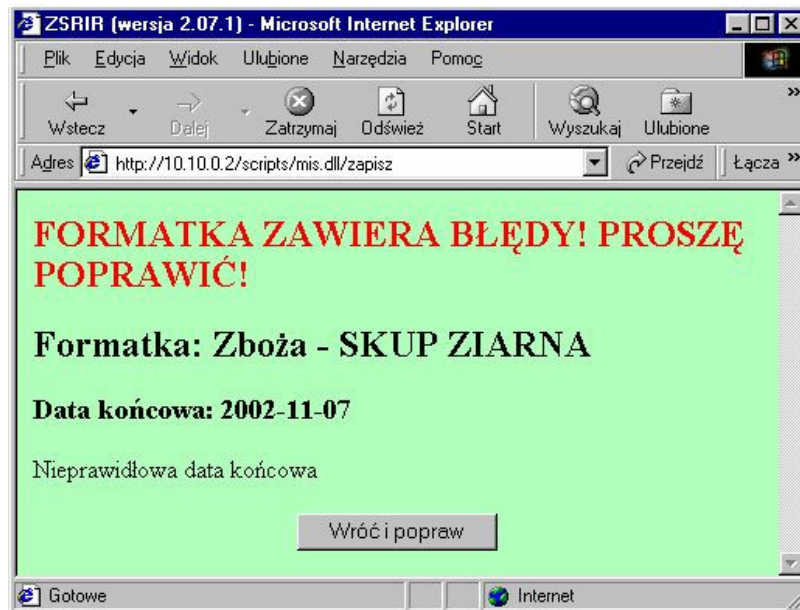 ZSRIR (wersja 2.07.1) - Microsoft Internet Explorer
Plik Edycja Widok Ulubione Narzędzia Pomoc
Wstecz Dalej Zatrzymaj Odśwież Start Wyszukaj Ulubione »
Adres http://10.10.0.2/scripts/mis.dll/zapisz Przejdź Łącza »
FORMATKA ZAWIERA BŁĘDY! PROSZĘ
POPRAWIĆ!
Formatka: Zboża - SKUP ZIARNA
Data końcowa: 2002-11-07
Nieprawidłowa data końcowa
Wróć i popraw
Gotowe Internet